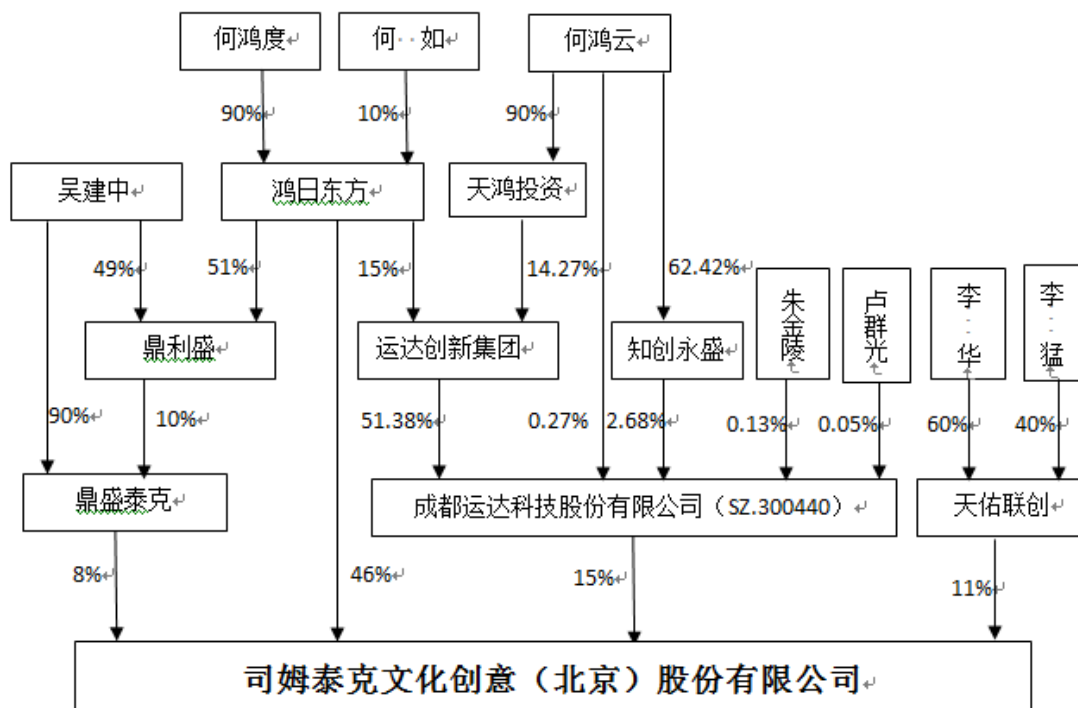 何鸿度
何··如
何鸿云
90%
10%
90%
吴建中
鸿日东方
天鸿投资
49%
51%
15%
14.27%
62.42%
朱金陵
卢群光
李··华
李··猛
鼎利盛
运达创新集团
知创永盛
90%
10%
51.38%
0.27%
2.68%
0.13%
0.05%
60%
40%
鼎盛泰克
成都运达科技股份有限公司（SZ.300440）
天佑联创
8%
46%
15%
11%
司姆泰克文化创意（北京）股份有限公司